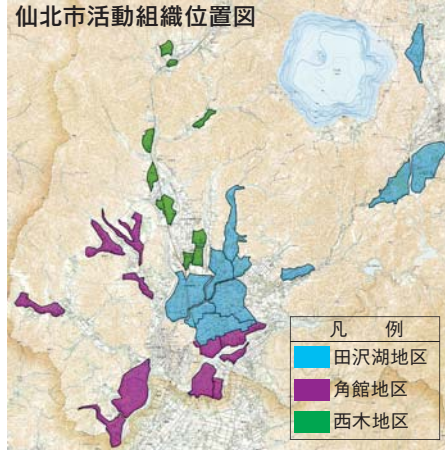 仙北市活動組織位置図
凡 例
田沢湖地区
角館地区
西木地区